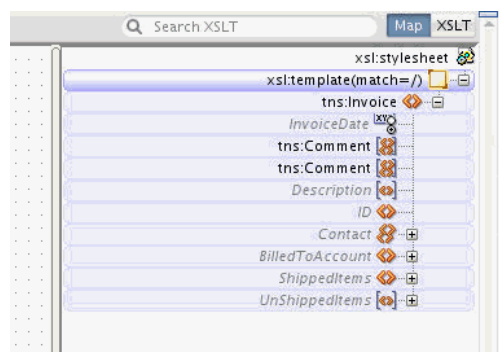 Search XSLT Map XSLT
xsl:stylesheet
xsl:template(match=/)
tns:Invoice
InvoiceDate
tns:Comment
tns:Comment
Description
ID
Contact
BilledToAccount
ShippedItems
UnShippedItems